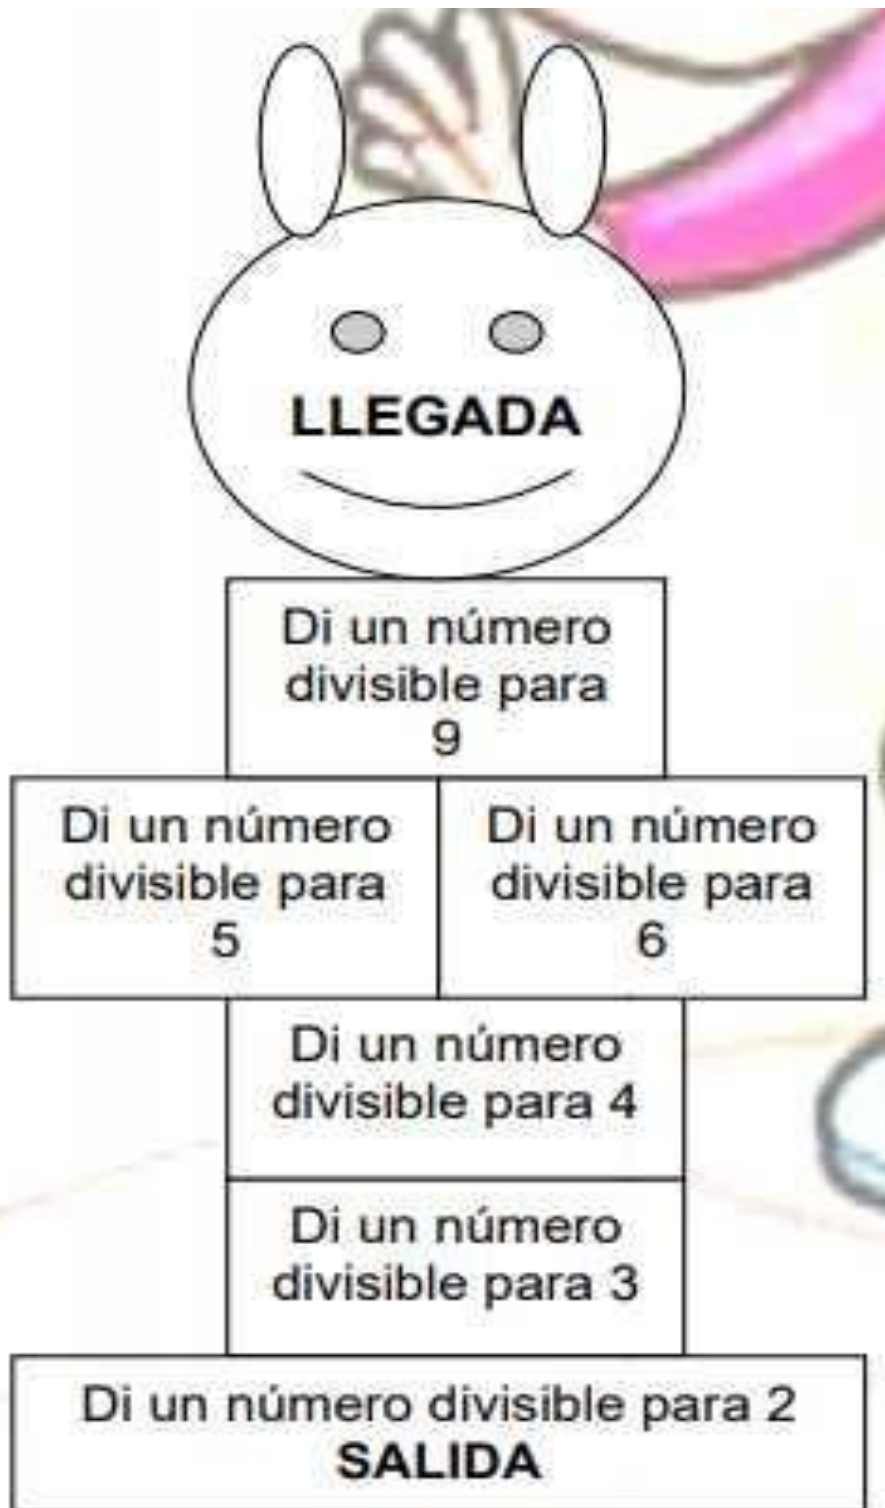 LLEGADA
Di un número
divisible para
9
Di un número
divisible para
5
Di un número
divisible para
6
Di un número
divisible para 4
Di un número
divisible para 3
Di un número divisible para 2
SALIDA